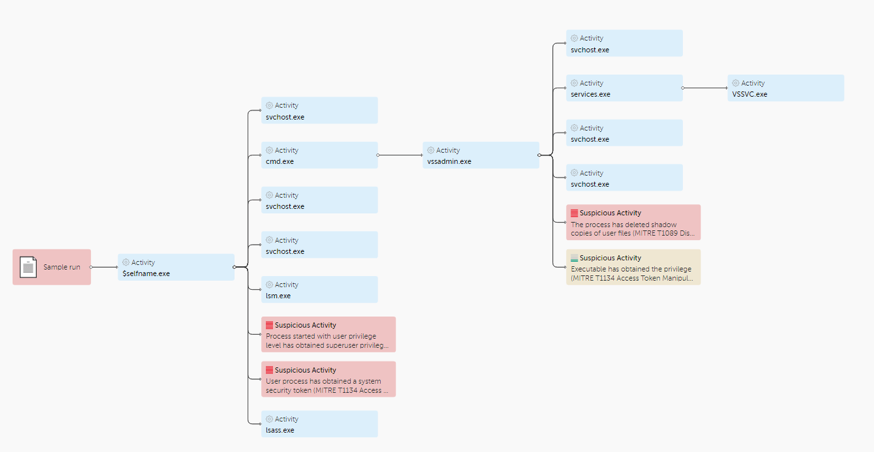 Activity
svchost.exe
Activity
services.exe
Activity
VSSVC.exe
Activity
svchost.exe
Activity
svchost.exe
Activity
cmd.exe
Activity
vssadmin.exe
Activity
svchost.exe
Activity
svchost.exe
Activity
svchost.exe
Suspicious Activity
The process has deleted shadow
copies of user files (MITRE T1089 Dis...
Sample run
Activity
$selfname.exe
Suspicious Activity
Executable has obtained the privilege
(MITRE T1134 Access Token Manipul...
Activity
lsm.exe
Suspicious Activity
Process started with user privilege
level has obtained superuser privileg...
Suspicious Activity
User process has obtained a system
security token (MITRE T1134 Access ...
Activity
lsass.exe